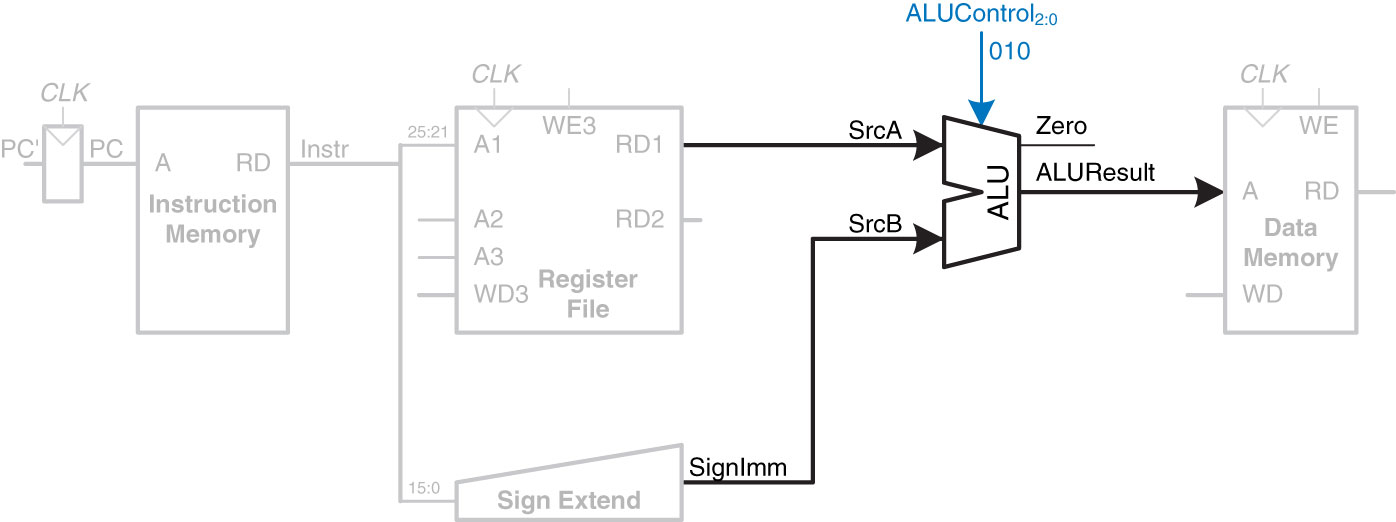 ALUControl2:0
010
CLK
CLK
CLK
PC'
PC
A
RD
Instruction
Memory
Instr
25:21
A1
WE3
RD1
A2
RD2
A3
WD3
Register
File
SrcA
SrcB
ALU
Zero
ALUResult
WE
A
RD
Data
Memory
WD
15:0
Sign Extend
SignImm